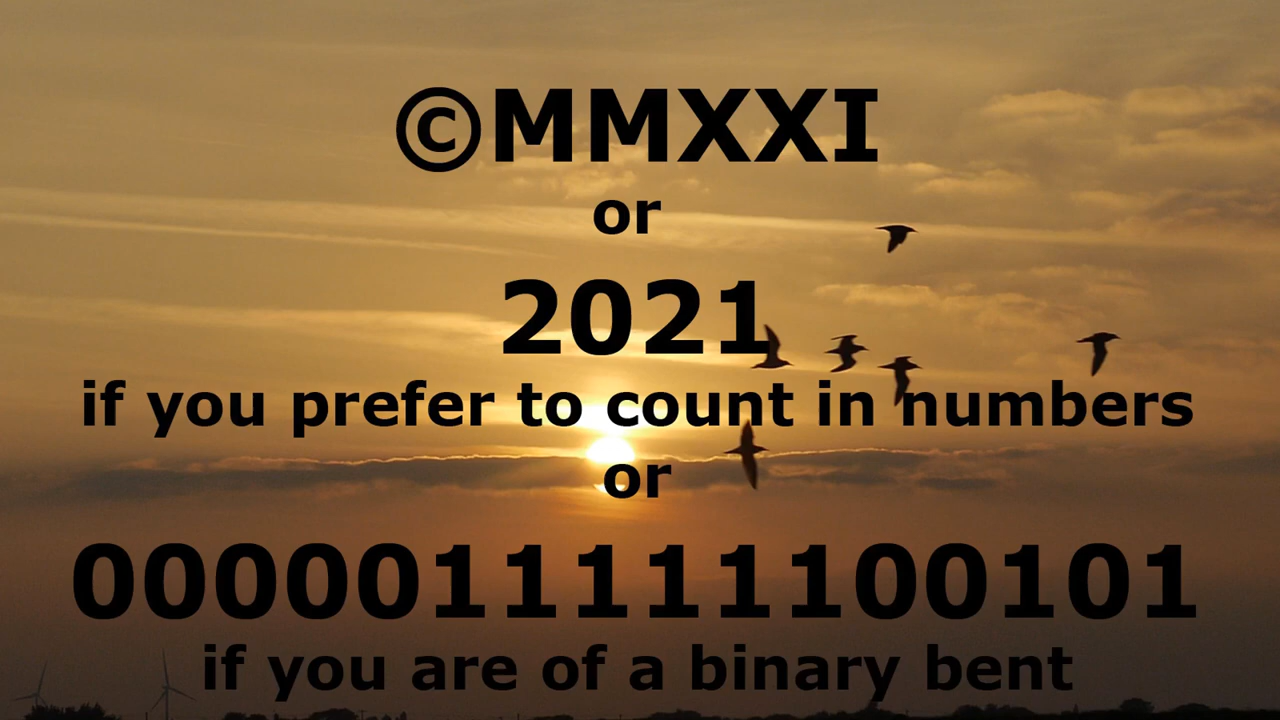 ©MMXXI
or
2021
if you prefer to count in numbers
or
0000011111100101
if you are of a binary bent